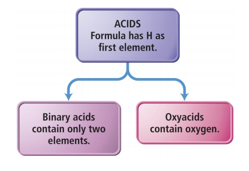 ACIDS
Formula has H as
first element.
Binary acids
contain only two
elements.
Oxyacids
contain oxygen.